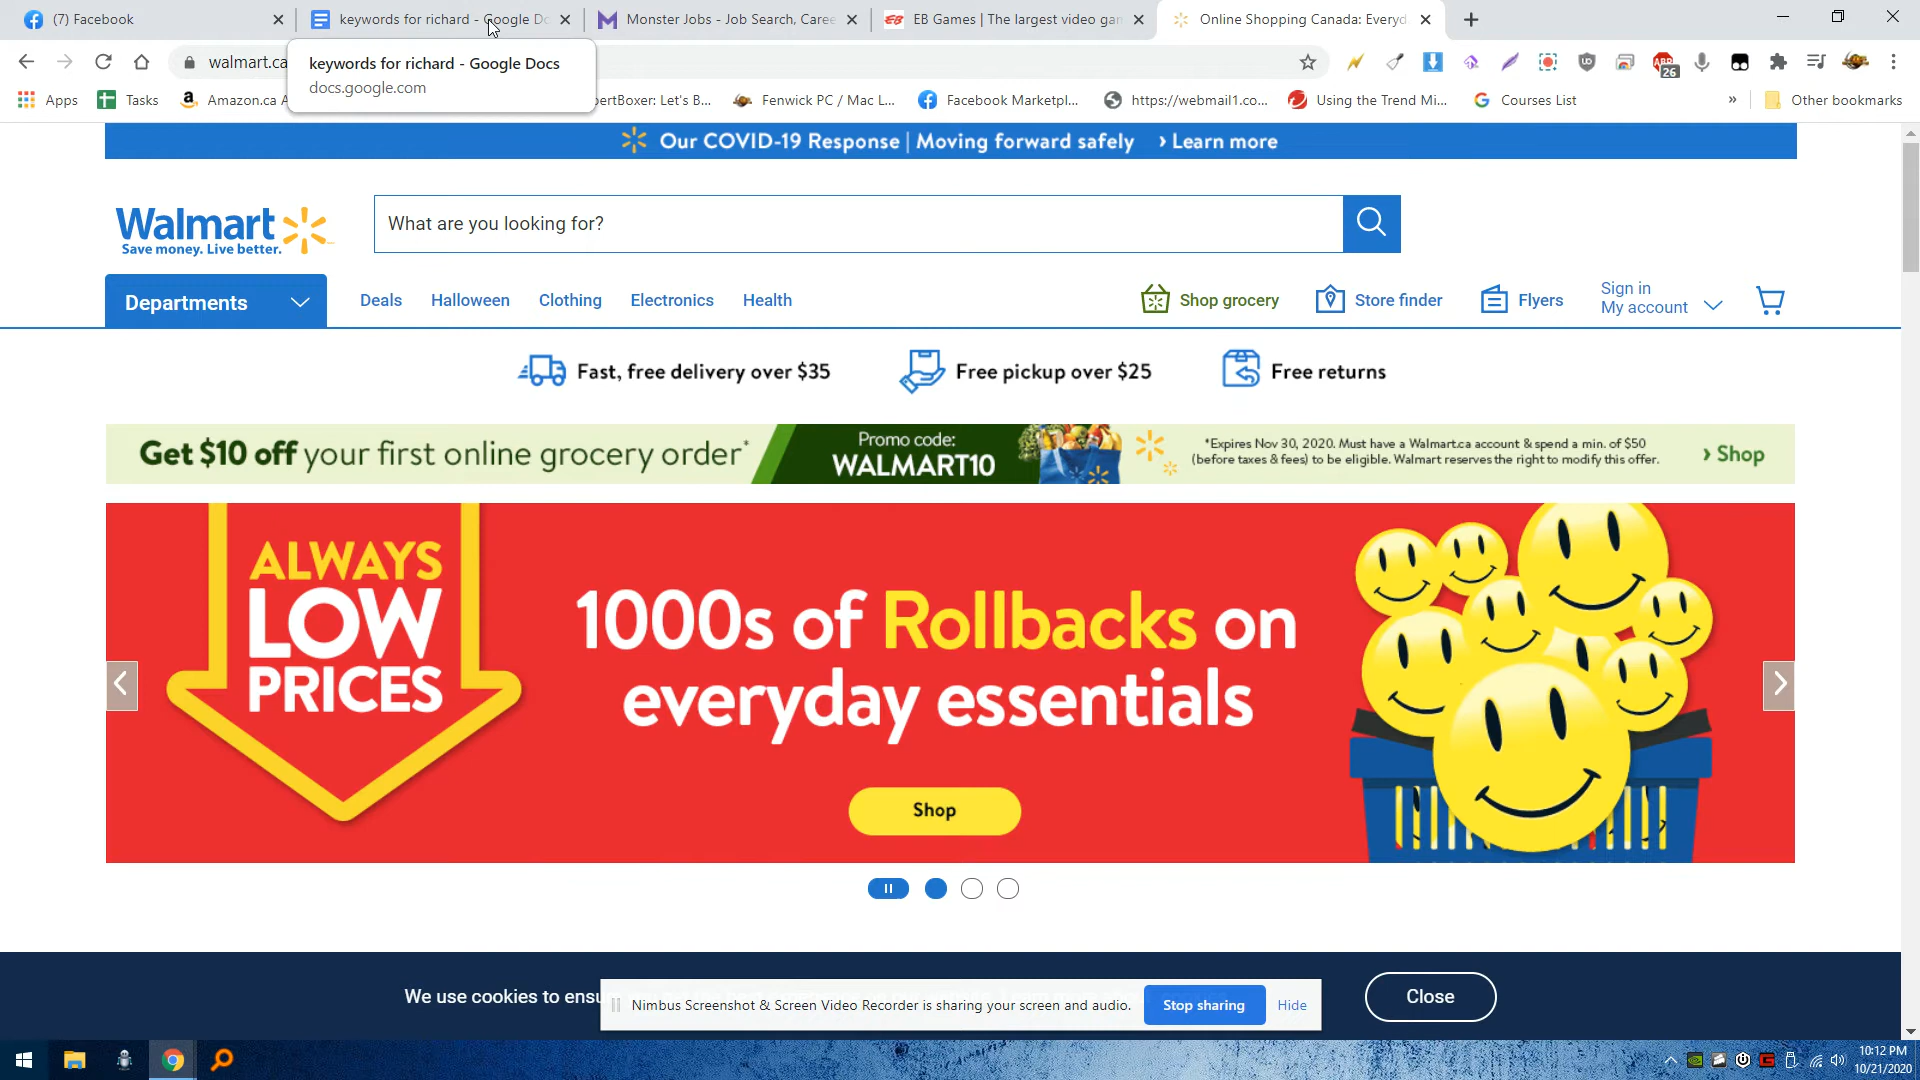 (7) Facebook
keywords for richard - Google Do
Monster Jobs - Job Search, Caree
EB Games | The largest video gam
Online Shopping Canada: Everyd
walmart.ca
keywords for richard - Google Docs
docs.google.com
ABP
26
Apps
Tasks
Amazon.ca
pertBoxer: Let's B...
Fenwick PC / Mac L...
Facebook Marketpl...
https://webmail1.co...
Using the Trend Mi...
Courses List
»
Other bookmarks
Our COVID-19 Response | Moving forward safely › Learn more
Walmart
Save money. Live better.
What are you looking for?
Departments
Deals
Halloween
Clothing
Electronics
Health
Shop grocery
Store finder
Flyers
Sign in
My account
Fast, free delivery over $35
Free pickup over $25
Free returns
Get $10 off your first online grocery order*
Promo code:
WALMART10
*Expires Nov 30, 2020. Must have a Walmart.ca account & spend a min. of $50
(before taxes & fees) to be eligible. Walmart reserves the right to modify this offer.
› Shop
ALWAYS
LOW
PRICES
1000s of Rollbacks on
everyday essentials
Shop
We use cookies to ensu
Nimbus Screenshot & Screen Video Recorder is sharing your screen and audio.
Stop sharing
Hide
Close
10:12 PM
10/21/2020